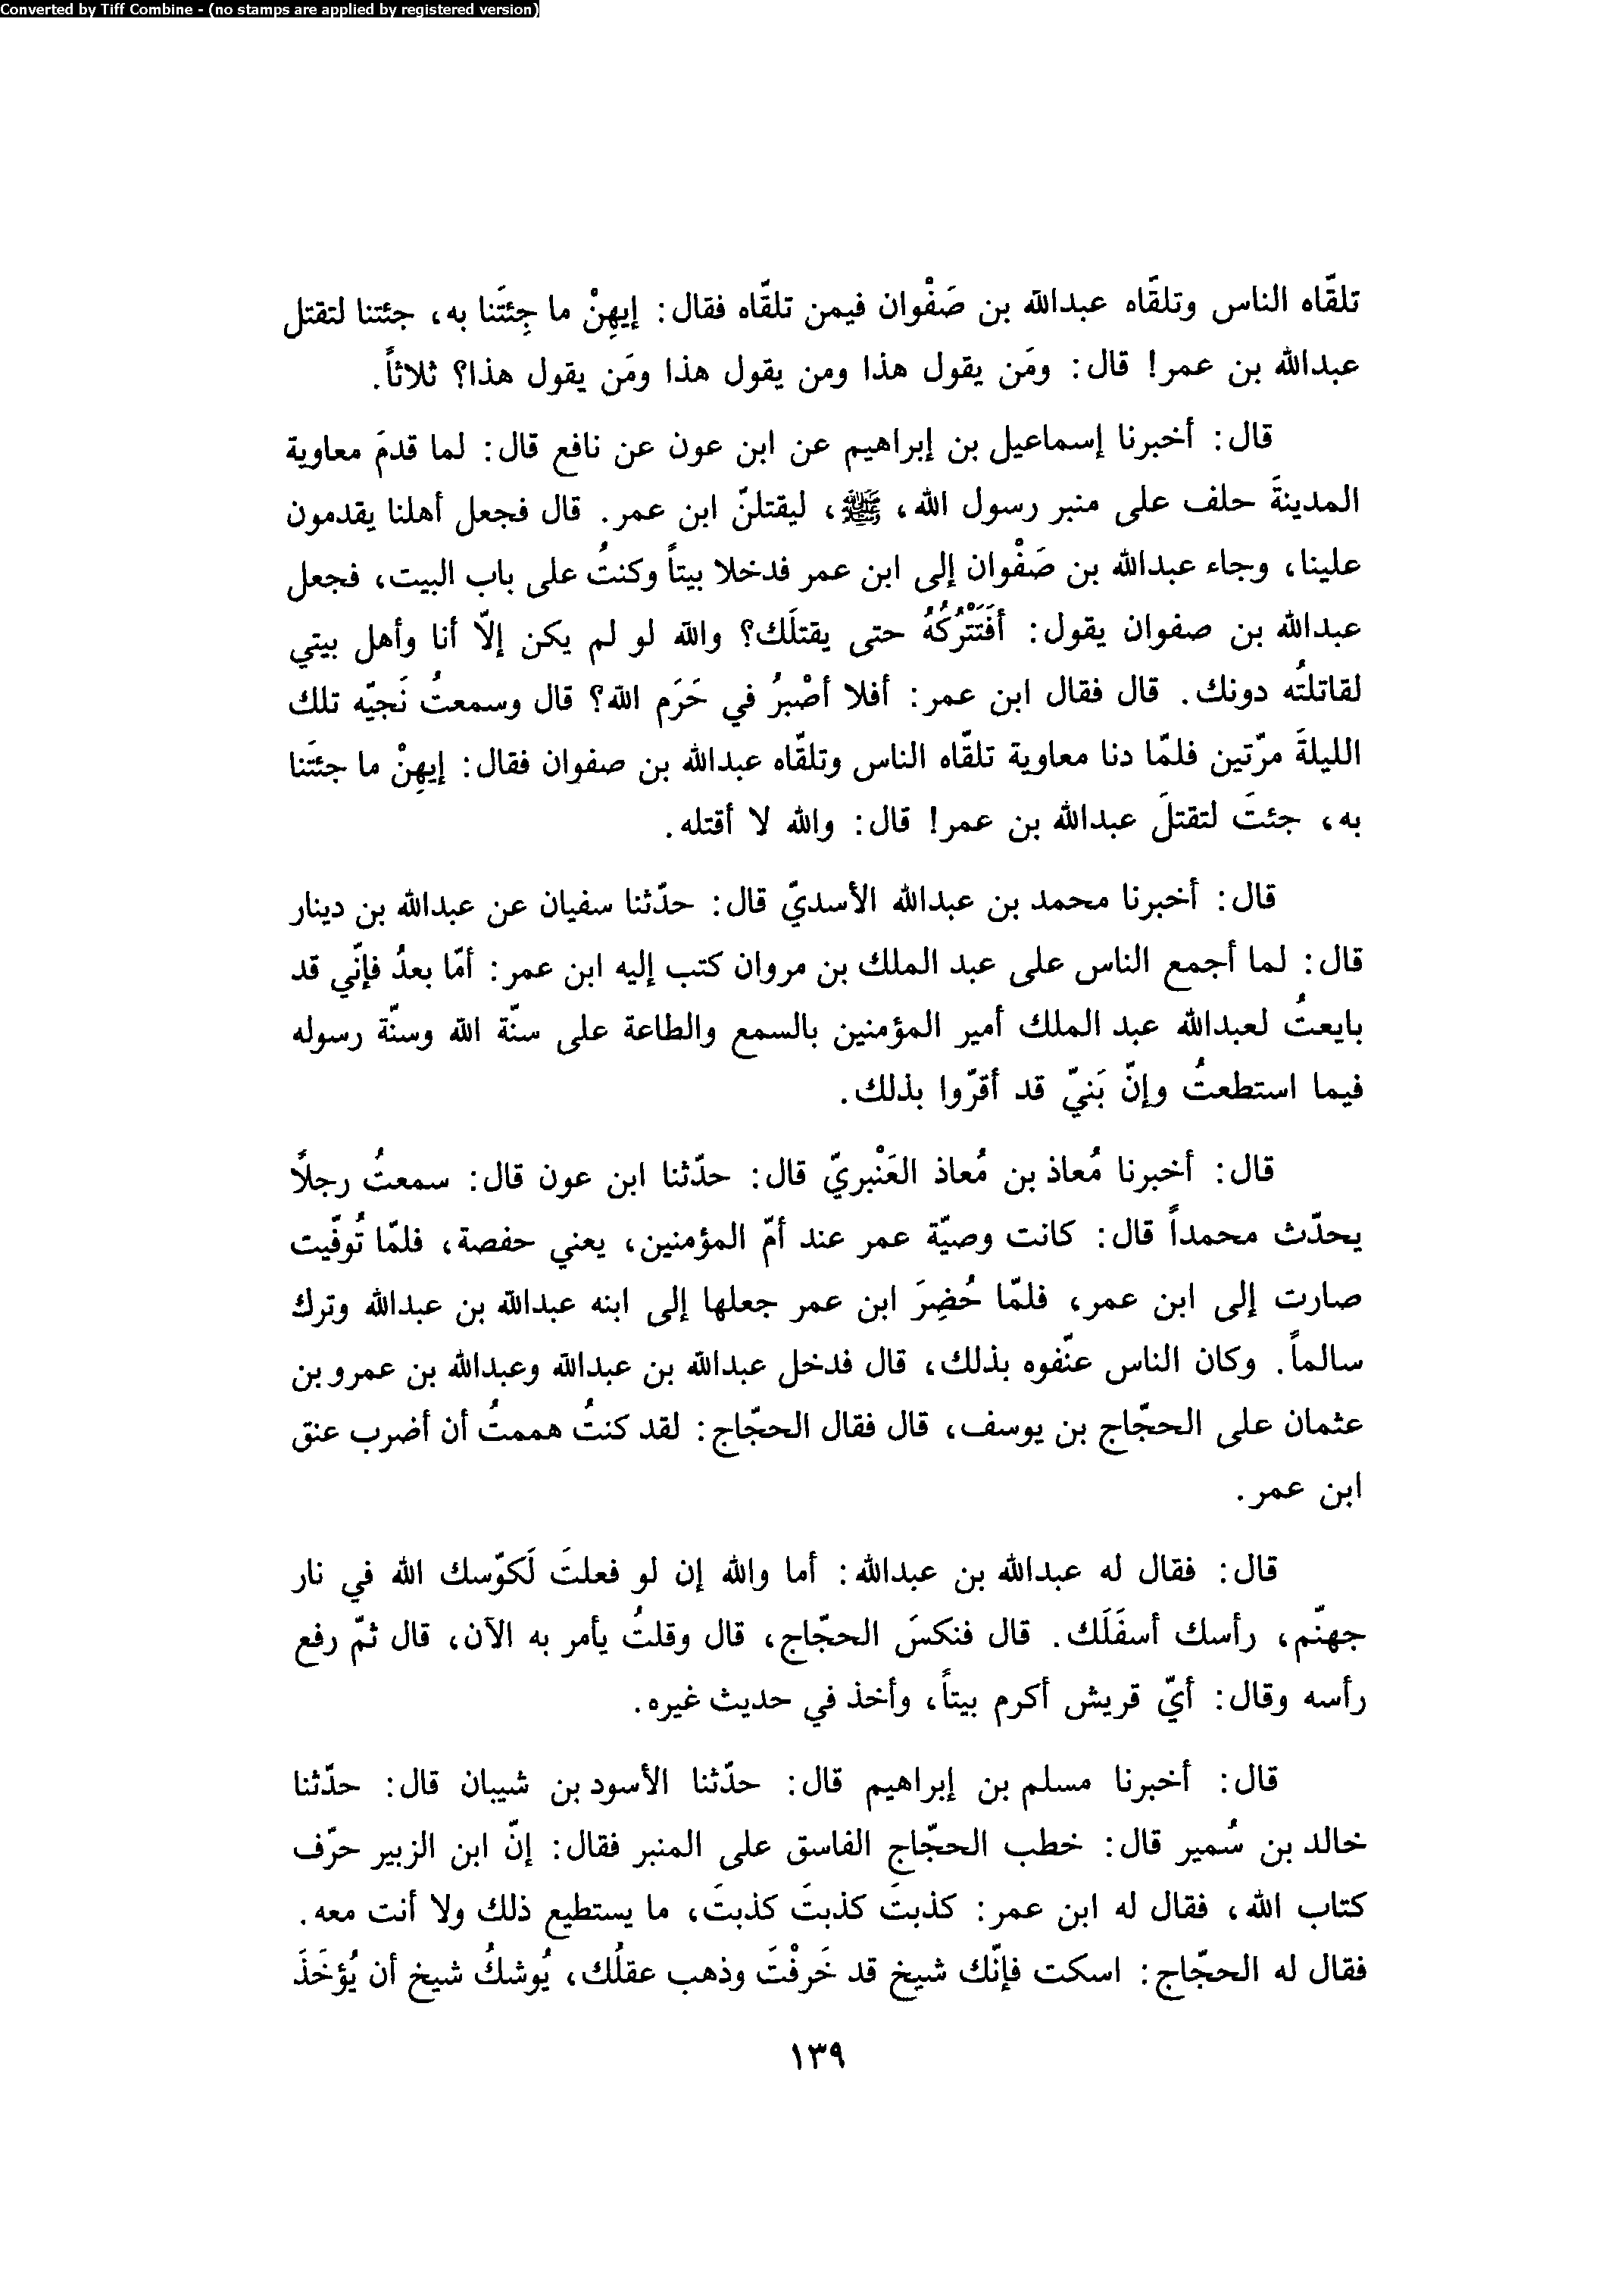 Converted by Tiff Combine - (no stamps are applied by registered version)
تلقّاه الناس وتلقّاه عبدالله بن صَفْوان فيمن تلقّاه فقال: إيهِنْ ما جِئتَنا به، جئتنا لتقتل
عبدالله بن عمر! قال: ومَن يقول هذا ومن يقول هذا ومَن يقول هذا؟ ثلاثاً.
قال: أخبرنا إسماعيل بن إبراهيم عن ابن عون عن نافع قال: لما قدمَ معاوية
المدينةَ حلف على منبر رسول الله، ﷺ، ليقتلنّ ابن عمر. قال فجعل أهلنا يقدمون
علينا، وجاء عبدالله بن صَفْوان إلى ابن عمر فدخلا بيتاً وكنتُ على باب البيت، فجعل
عبدالله بن صفوان يقول: أَفَتَتْرُكُهُ حتى يقتلَك؟ والله لو لم يكن إلاّ أنا وأهل بيتي
لقاتلتُه دونك. قال فقال ابن عمر: أفلا أصْبرُ في حَرَم الله؟ قال وسمعتُ نَجيّه تلك
الليلةَ مرّتين فلمّا دنا معاوية تلقّاه الناس وتلقّاه عبدالله بن صفوان فقال: إيهِنْ ما جئتَنا
به، جئتَ لتقتلَ عبدالله بن عمر! قال: والله لا أقتله.
قال: أخبرنا محمد بن عبدالله الأسديّ قال: حدّثنا سفيان عن عبدالله بن دينار
قال: لما أجمع الناس على عبد الملك بن مروان كتب إليه ابن عمر: أمّا بعدُ فإنّي قد
بايعتُ لعبدالله عبد الملك أمير المؤمنين بالسمع والطاعة على سنّة الله وسنّة رسوله
فيما استطعتُ وإنّ بَنيّ قد أقرّوا بذلك.
قال: أخبرنا مُعاذ بن مُعاذ العَنْبريّ قال: حدّثنا ابن عون قال: سمعتُ رجلاً
يحدّث محمداً قال: كانت وصيّة عمر عند أمّ المؤمنين، يعني حفصة، فلمّا تُوفّيت
صارت إلى ابن عمر، فلمّا حُضِرَ ابن عمر جعلها إلى ابنه عبدالله بن عبدالله وترك
سالماً. وكان الناس عنّفوه بذلك، قال فدخل عبدالله بن عبدالله وعبدالله بن عمرو بن
عثمان على الحجّاج بن يوسف، قال فقال الحجّاج: لقد كنتُ هممتُ أن أضرب عنق
ابن عمر.
قال: فقال له عبدالله بن عبدالله: أما والله إن لو فعلتَ لَكوّسك الله في نار
جهنّم، رأسك أسفَلَك. قال فنكسَ الحجّاج، قال وقلتُ يأمر به الآن، قال ثمّ رفع
رأسه وقال: أيّ قريش أكرم بيتاً، وأخذ في حديث غيره.
قال: أخبرنا مسلم بن إبراهيم قال: حدّثنا الأسود بن شيبان قال: حدّثنا
خالد بن سُمير قال: خطب الحجّاج الفاسق على المنبر فقال: إنّ ابن الزبير حرّف
كتاب الله، فقال له ابن عمر: كذبتَ كذبتَ كذبتَ، ما يستطيع ذلك ولا أنت معه.
فقال له الحجّاج: اسكت فإنّك شيخ قد خَرفْتَ وذهب عقلُك، يُوشكُ شيخ أن يُؤخَذَ
١٣٩